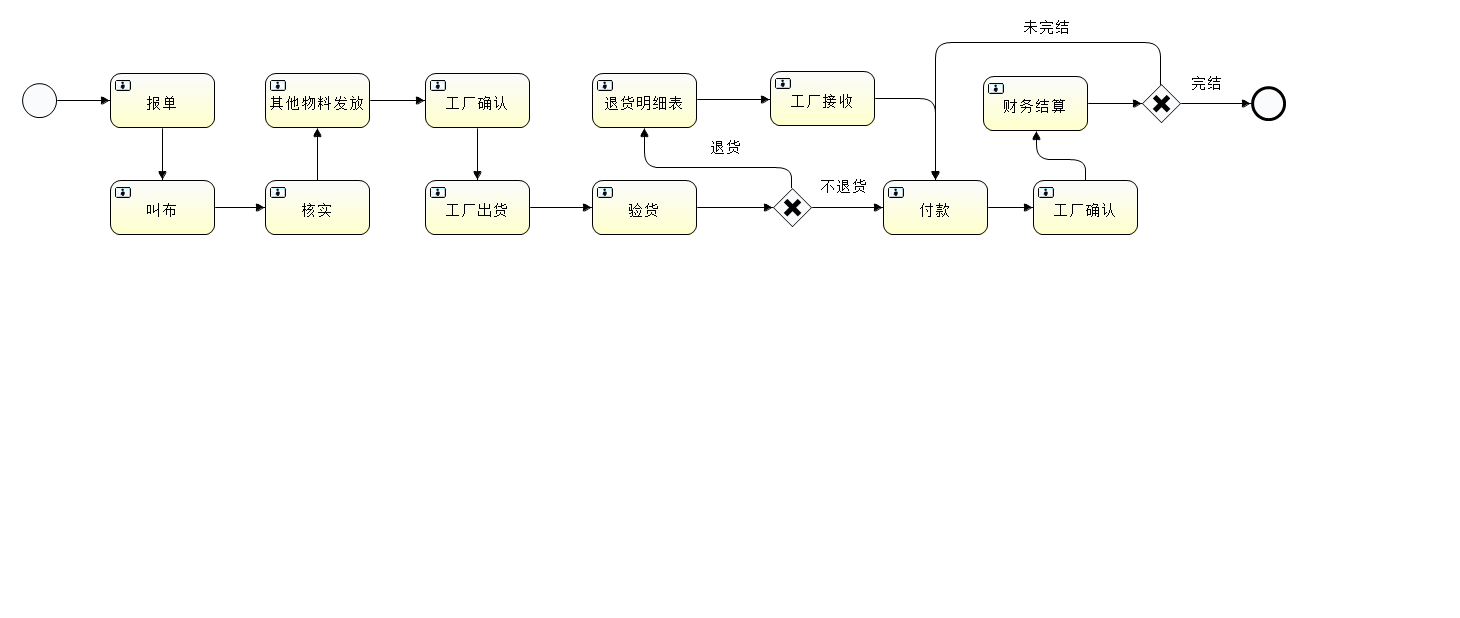 未完结
报单
其他物料发放
工厂确认
退货明细表
工厂接收
财务结算
完结
退货
不退货
叫布
核实
工厂出货
验货
付款
工厂确认